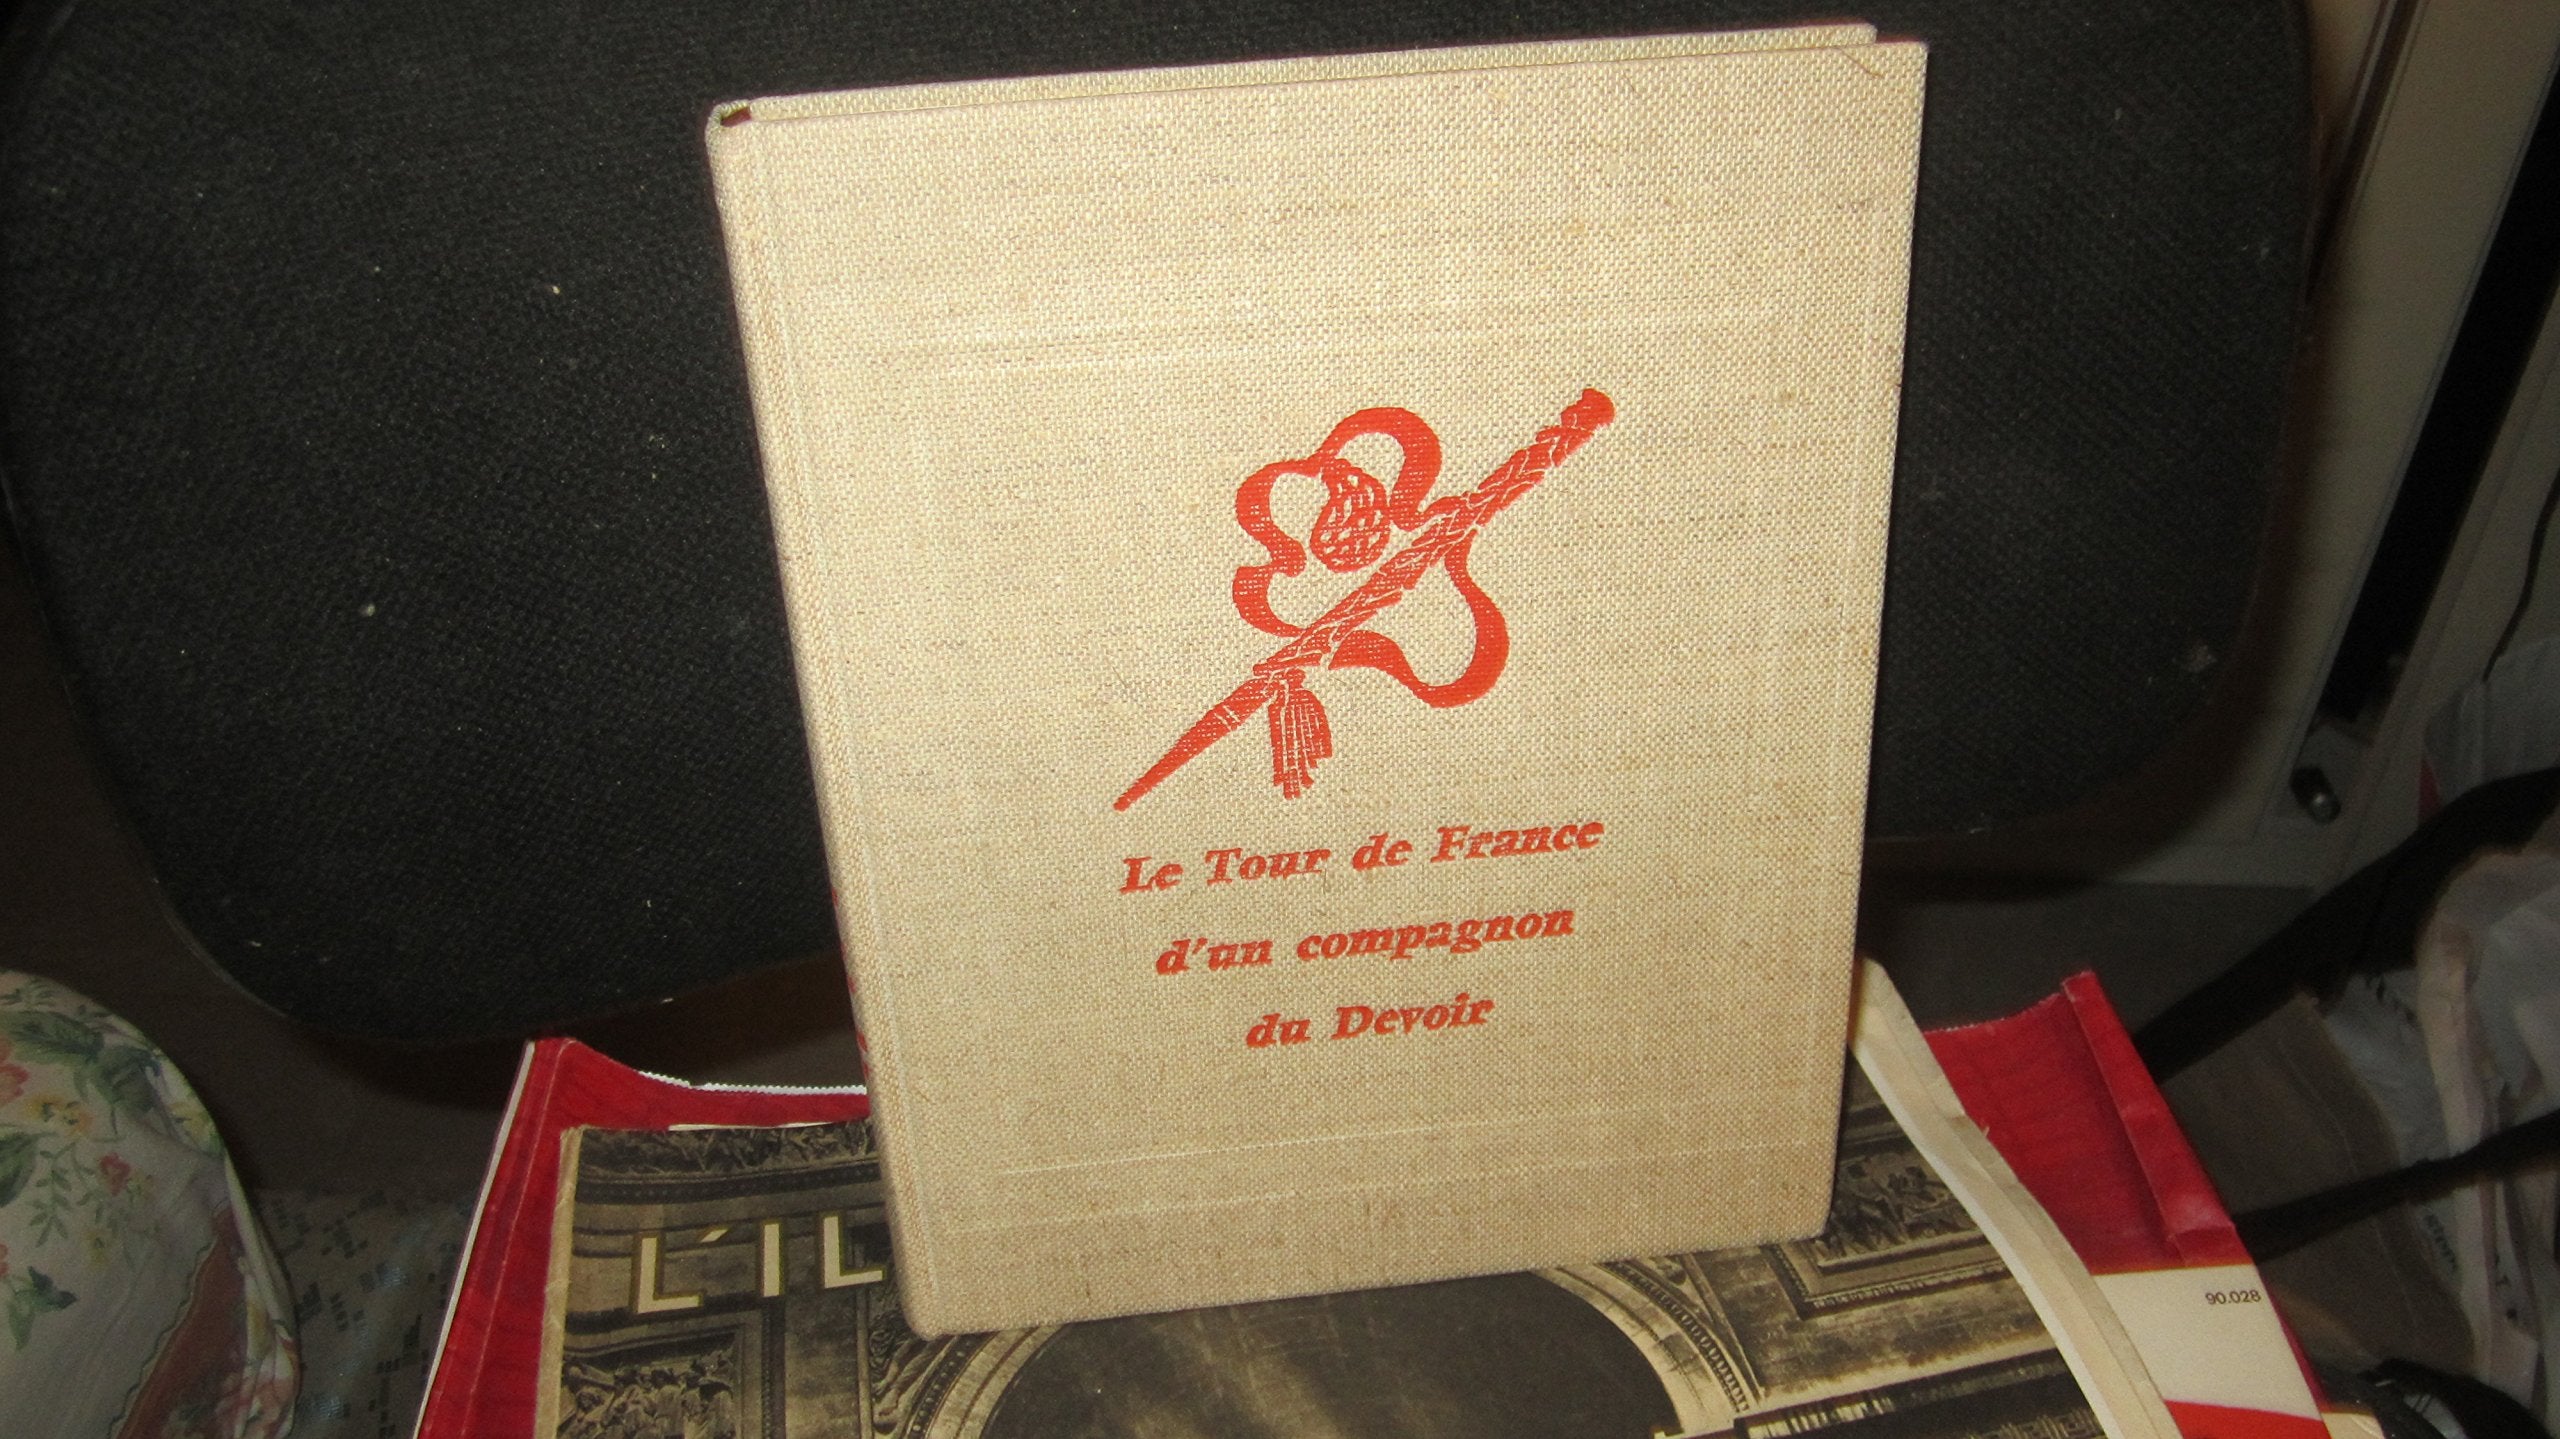 Le Tour de France
d'un compagnon
du Devoir
L'IL
90.028